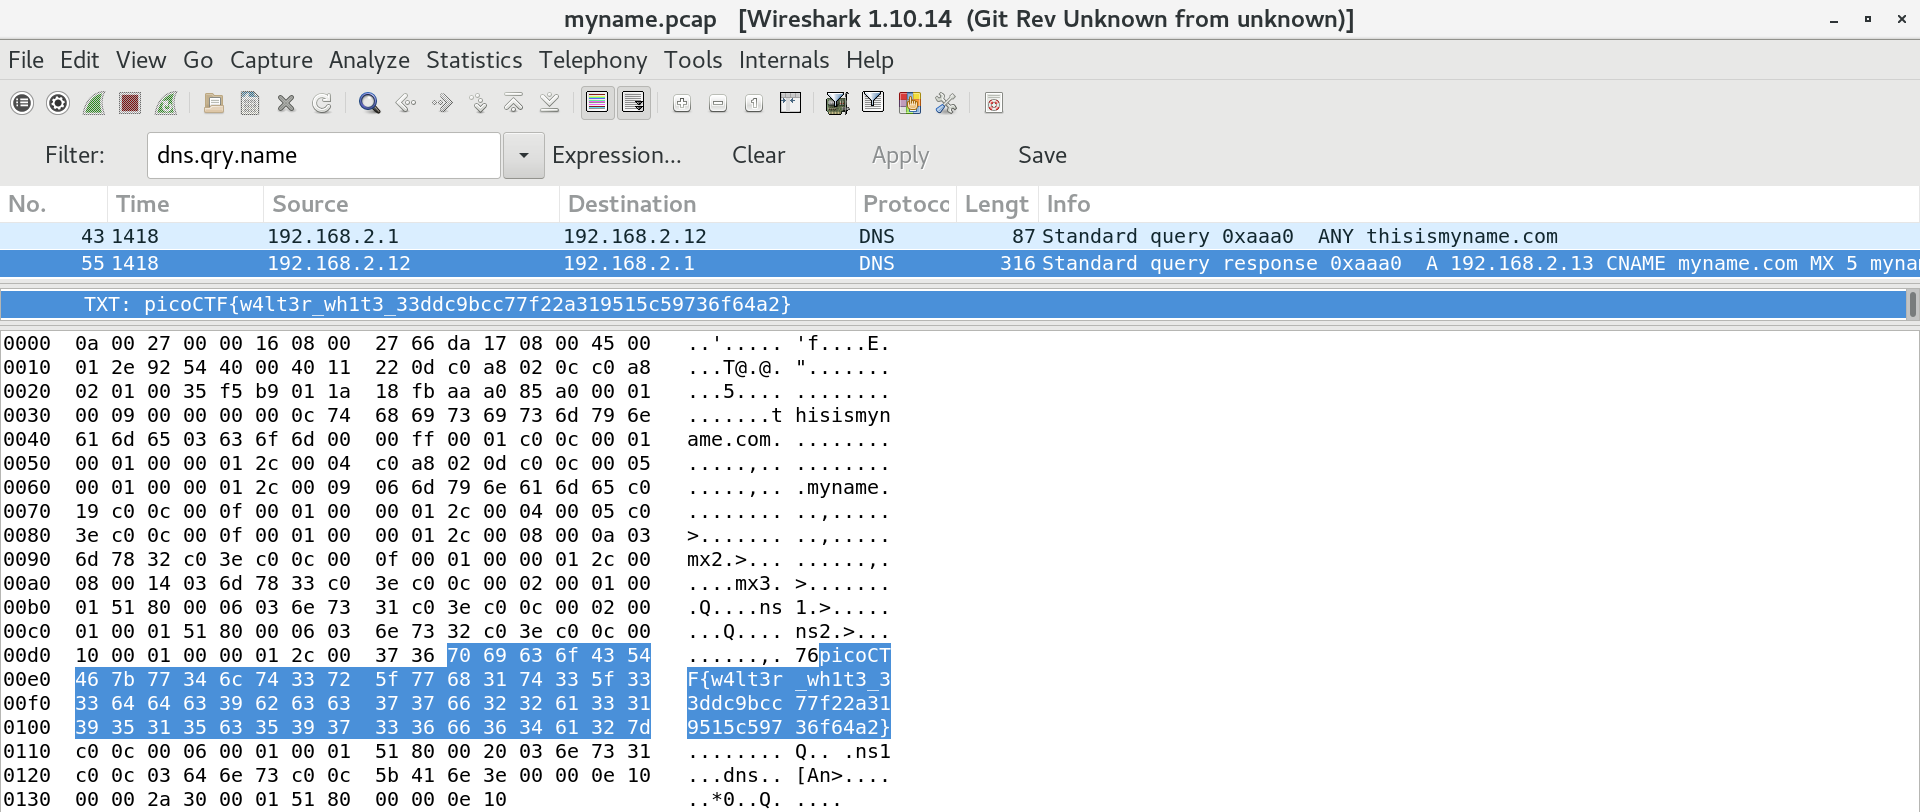 myname.pcap   [Wireshark 1.10.14  (Git Rev Unknown from unknown)]
File Edit View Go Capture Analyze Statistics Telephony Tools Internals Help
Filter: dns.qry.name Expression... Clear Apply Save
No. Time Source Destination Protocc Lengt Info
43 1418 192.168.2.1 192.168.2.12 DNS 87 Standard query 0xaaa0  ANY thisismyname.com
55 1418 192.168.2.12 192.168.2.1 DNS 316 Standard query response 0xaaa0  A 192.168.2.13 CNAME myname.com MX 5 myna
TXT: picoCTF{w4lt3r_wh1t3_33ddc9bcc77f22a319515c59736f64a2}
0000  0a 00 27 00 00 16 08 00  27 66 da 17 08 00 45 00   ..'..... 'f....E.
0010  01 2e 92 54 40 00 40 11  22 0d c0 a8 02 0c c0 a8   ...T@.@. ".......
0020  02 01 00 35 f5 b9 01 1a  18 fb aa a0 85 a0 00 01   ...5.... ........
0030  00 09 00 00 00 00 0c 74  68 69 73 69 73 6d 79 6e   .......t hisismyn
0040  61 6d 65 03 63 6f 6d 00  00 ff 00 01 c0 0c 00 01   ame.com. ........
0050  00 01 00 00 01 2c 00 04  c0 a8 02 0d c0 0c 00 05   .....,.. ........
0060  00 01 00 00 01 2c 00 09  06 6d 79 6e 61 6d 65 c0   .....,.. .myname.
0070  19 c0 0c 00 0f 00 01 00  00 01 2c 00 04 00 05 c0   ........ ..,.....
0080  3e c0 0c 00 0f 00 01 00  00 01 2c 00 08 00 0a 03   >....... ..,.....
0090  6d 78 32 c0 3e c0 0c 00  0f 00 01 00 00 01 2c 00   mx2.>... ......,.
00a0  08 00 14 03 6d 78 33 c0  3e c0 0c 00 02 00 01 00   ....mx3. >.......
00b0  01 51 80 00 06 03 6e 73  31 c0 3e c0 0c 00 02 00   .Q....ns 1.>.....
00c0  01 00 01 51 80 00 06 03  6e 73 32 c0 3e c0 0c 00   ...Q.... ns2.>...
00d0  10 00 01 00 00 01 2c 00  37 36 70 69 63 6f 43 54   ......,. 76picoCT
00e0  46 7b 77 34 6c 74 33 72  5f 77 68 31 74 33 5f 33   F{w4lt3r _wh1t3_3
00f0  33 64 64 63 39 62 63 63  37 37 66 32 32 61 33 31   3ddc9bcc 77f22a31
0100  39 35 31 35 63 35 39 37  33 36 66 36 34 61 32 7d   9515c597 36f64a2}
0110  c0 0c 00 06 00 01 00 01  51 80 00 20 03 6e 73 31   ........ Q.. .ns1
0120  c0 0c 03 64 6e 73 c0 0c  5b 41 6e 3e 00 00 0e 10   ...dns.. [An>....
0130  00 00 2a 30 00 01 51 80  00 00 0e 10   ..*0..Q. ....